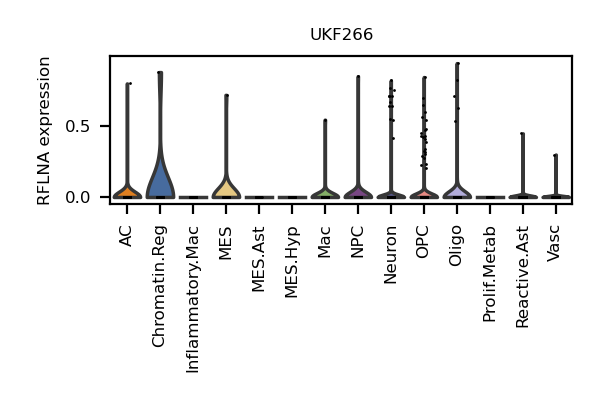 UKF266
RFLNA expression
0.5
0.0
AC
Chromatin.Reg
Inflammatory.Mac
MES
MES.Ast
MES.Hyp
Mac
NPC
Neuron
OPC
Oligo
Prolif.Metab
Reactive.Ast
Vasc